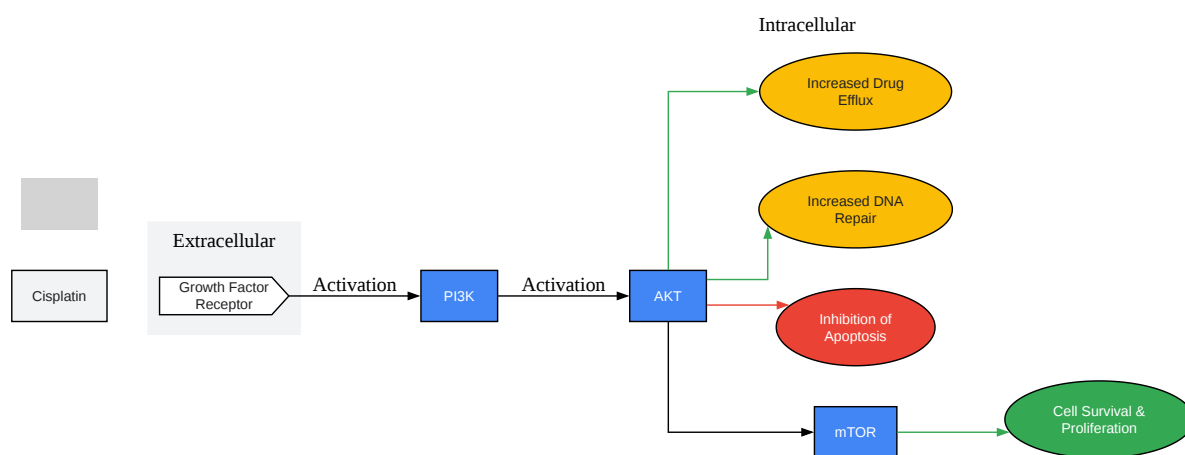 Intracellular
Increased Drug
Efflux
Increased DNA
Repair
Extracellular
Cisplatin
Growth Factor
Receptor
Activation
PI3K
Activation
AKT
Inhibition of
Apoptosis
mTOR
Cell Survival &
Proliferation